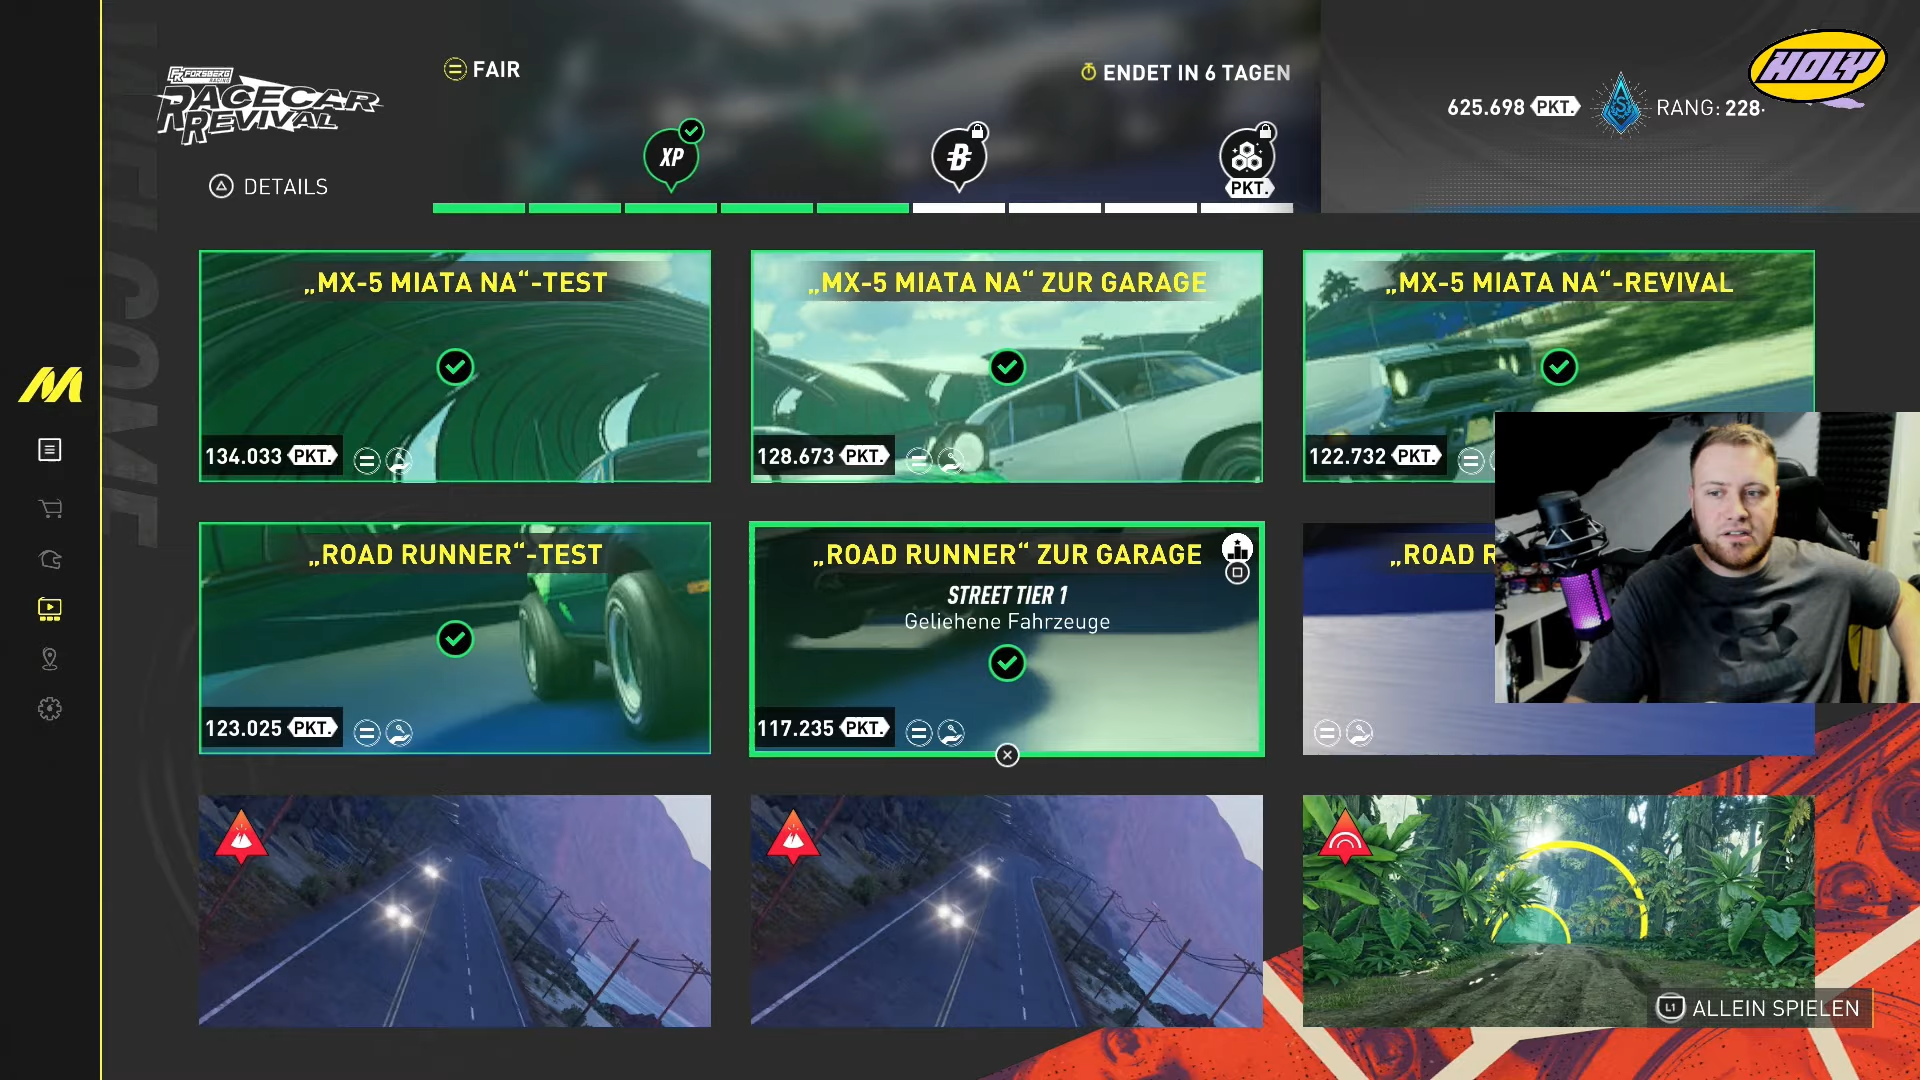 FORSBERG
RACING
RACECAR
REVIVAL
FAIR
ENDET IN 6 TAGEN
DETAILS
XP
PKT.
625.698 PKT.
S
RANG: 228
HOLY
„MX-5 MIATA NA“-TEST
134.033 PKT.
„MX-5 MIATA NA“ ZUR GARAGE
128.673 PKT.
„MX-5 MIATA NA“-REVIVAL
122.732 PKT.
„ROAD RUNNER“-TEST
123.025 PKT.
„ROAD RUNNER“ ZUR GARAGE
STREET TIER 1
Geliehene Fahrzeuge
117.235 PKT.
„ROAD R
L1 ALLEIN SPIELEN